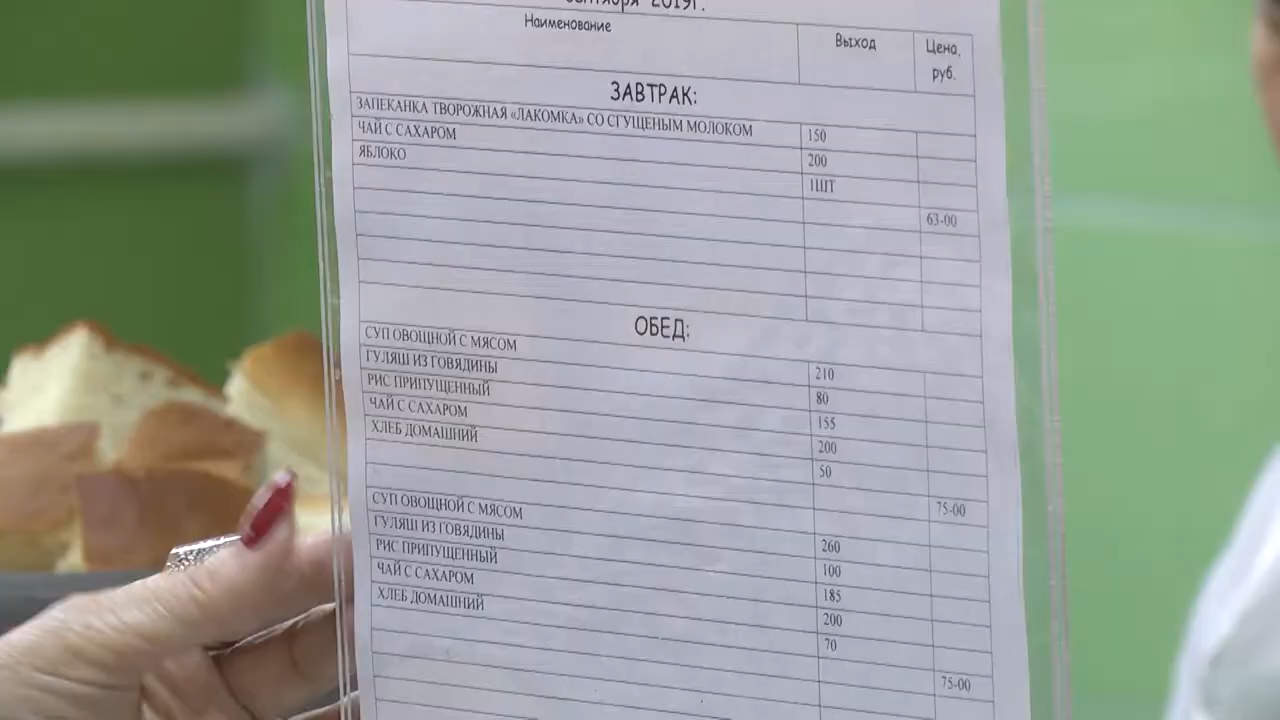 сентября 2019г.
Наименование Выход Цена, руб.
ЗАВТРАК:
ЗАПЕКАНКА ТВОРОЖНАЯ «ЛАКОМКА» СО СГУЩЕНЫМ МОЛОКОМ 150
ЧАЙ С САХАРОМ 200
ЯБЛОКО 1ШТ
63-00
ОБЕД:
СУП ОВОЩНОЙ С МЯСОМ 210
ГУЛЯШ ИЗ ГОВЯДИНЫ 80
РИС ПРИПУЩЕННЫЙ 155
ЧАЙ С САХАРОМ 200
ХЛЕБ ДОМАШНИЙ 50
75-00
СУП ОВОЩНОЙ С МЯСОМ 260
ГУЛЯШ ИЗ ГОВЯДИНЫ 100
РИС ПРИПУЩЕННЫЙ 185
ЧАЙ С САХАРОМ 200
ХЛЕБ ДОМАШНИЙ 70
75-00